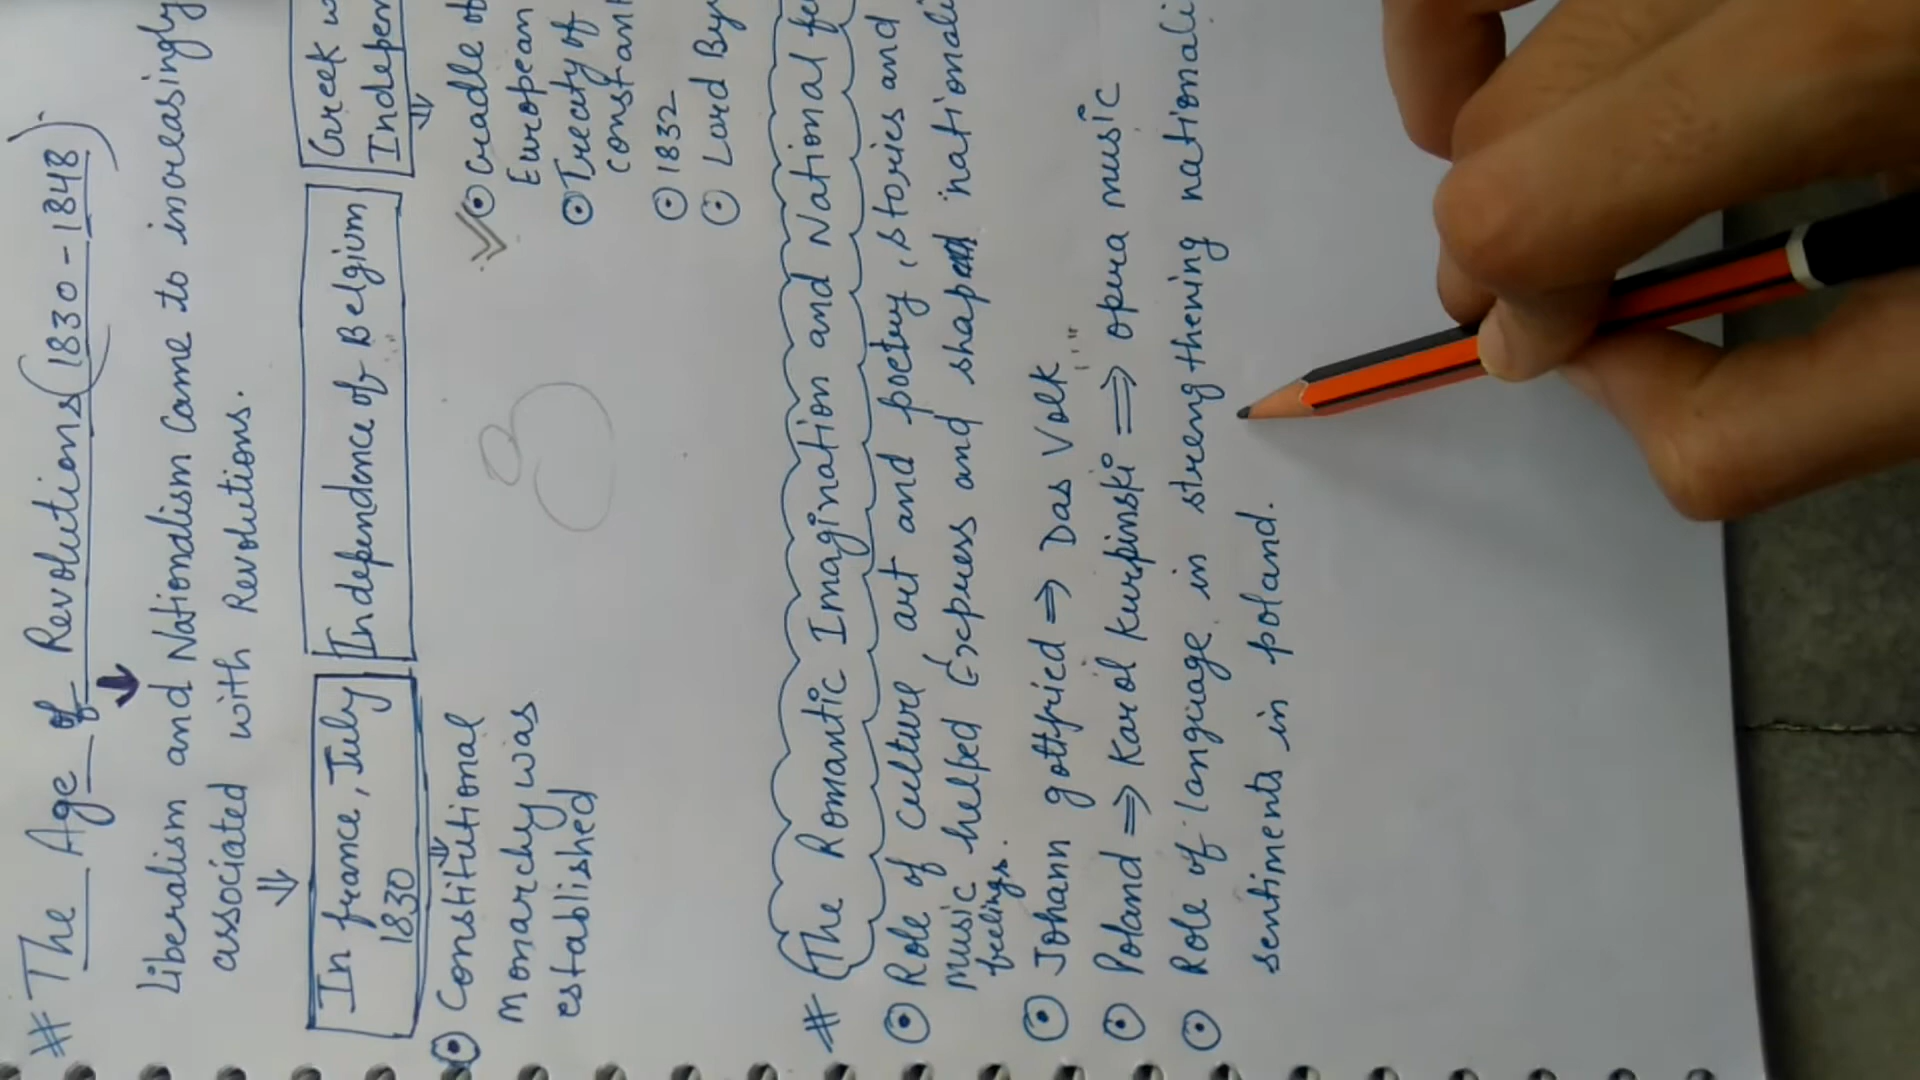 # The Age of Revolutions (1830-1848).
Liberalism and Nationalism came to increasingly
associated with Revolutions.
In france, July
1830
Independence of Belgium
Greek
Indepen
Constitutional
Monarchy was
established
Cradle of
European
Treaty of
constan
1832
Lord By
# The Romantic Imagination and National fe
Role of culture art and poetry, stories and
music helped Express and shaped nationali
feelings.
Johann gottfried ⇒ Das Volk
Poland ⇒ Karol kurpinski ⇒ opera music
Role of language in strengthening nationali
sentiments in poland.